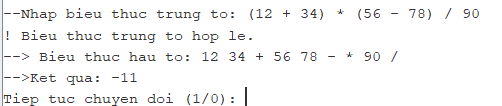 --Nhap bieu thuc trung to: (12 + 34) * (56 - 78) / 90
! Bieu thuc trung to hop le.
--> Bieu thuc hau to: 12 34 + 56 78 - * 90 /
-->Ket qua: -11
Tiep tuc chuyen doi (1/0):